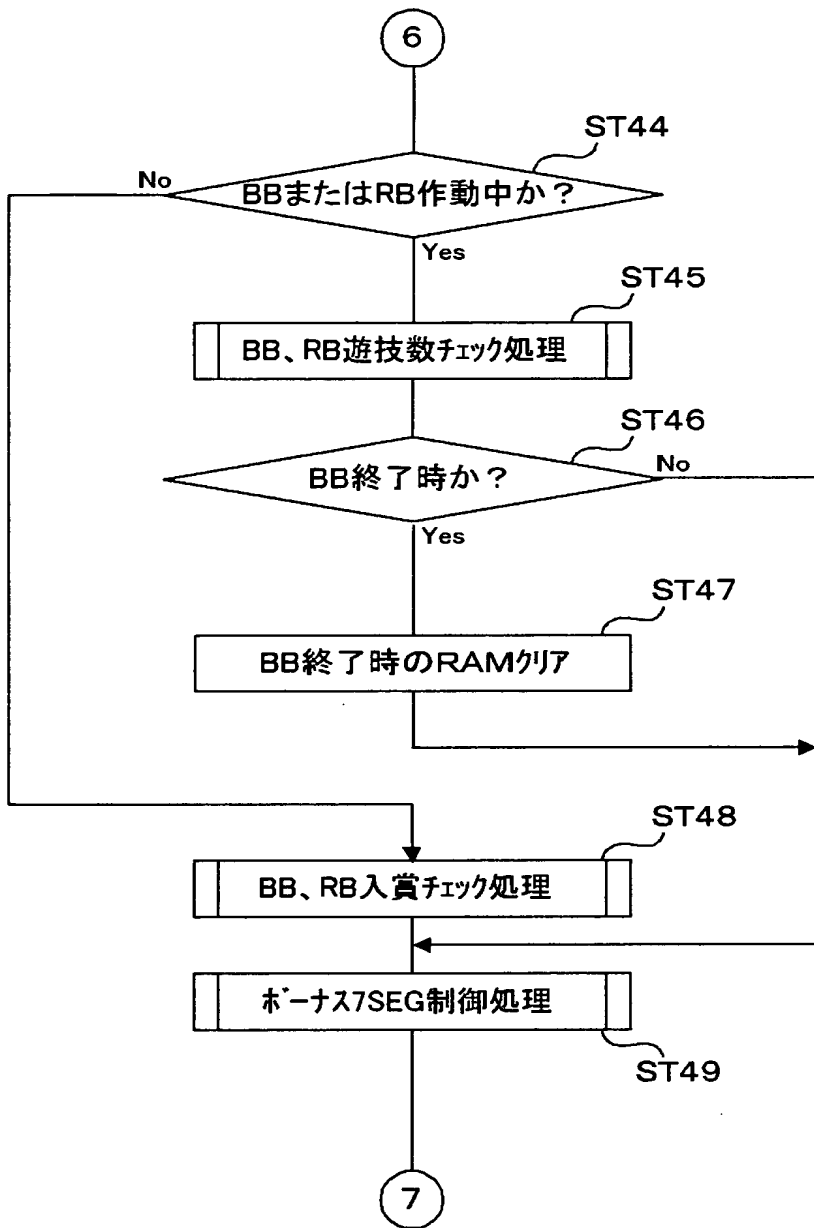 6
ST44
No
BBまたはRB作動中か？
Yes
ST45
BB、RB遊技数チェック処理
ST46
No
BB終了時か？
Yes
ST47
BB終了時のRAMクリア
ST48
BB、RB入賞チェック処理
ボーナス7SEG制御処理
ST49
7